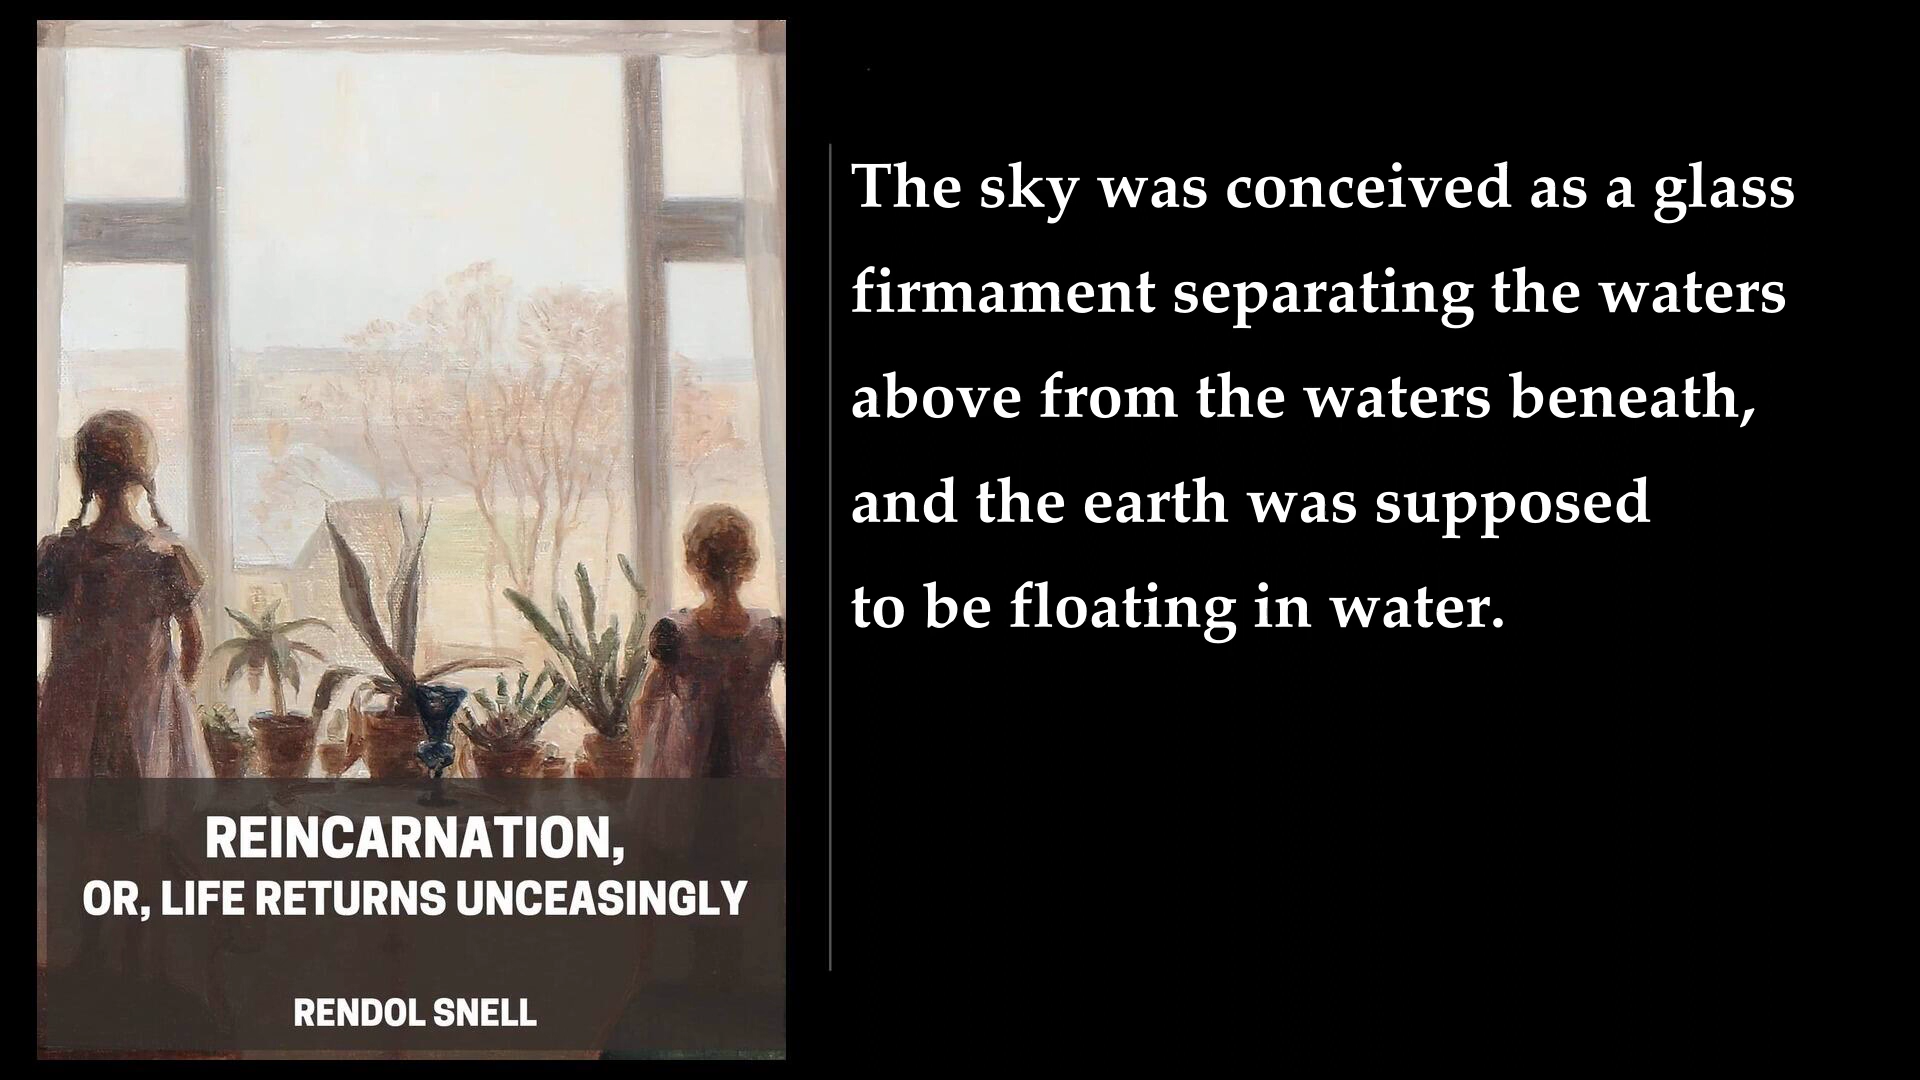 The sky was conceived as a glass
firmament separating the waters
above from the waters beneath,
and the earth was supposed
to be floating in water.
REINCARNATION,
OR, LIFE RETURNS UNCEASINGLY
RENDOL SNELL